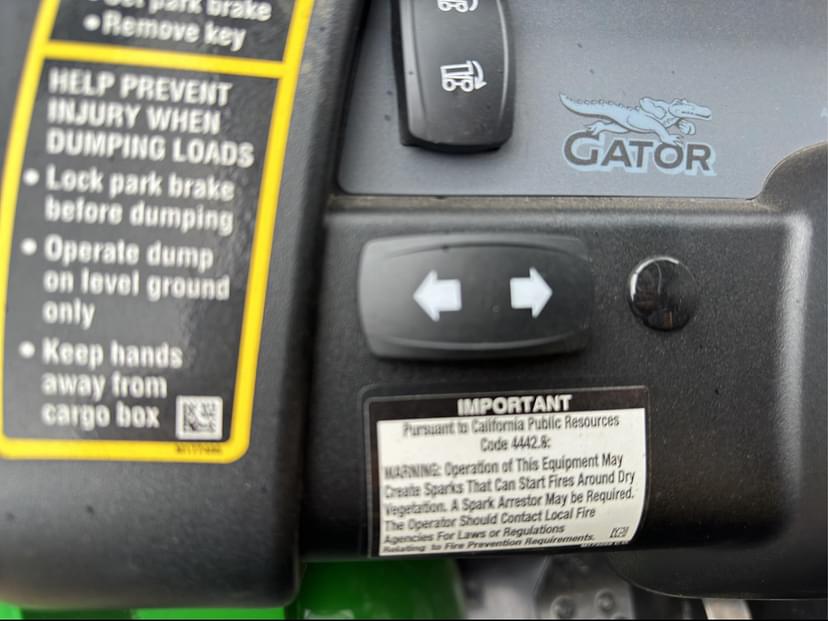 Set park brake
• Remove key
HELP PREVENT
INJURY WHEN
DUMPING LOADS
• Lock park brake
before dumping
• Operate dump
on level ground
only
• Keep hands
away from
cargo box
GATOR
IMPORTANT
Pursuant to California Public Resources
Code 4442.6:
WARNING: Operation of This Equipment May
Create Sparks That Can Start Fires Around Dry
Vegetation. A Spark Arrestor May be Required.
The Operator Should Contact Local Fire
Agencies For Laws or Regulations
Relating to Fire Prevention Requirements.